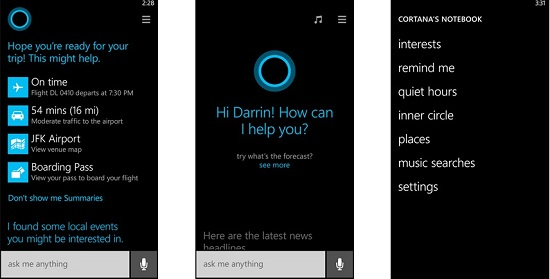 2:28
Hope you're ready for your
trip! This might help.
On time
Flight DL 0410 departs at 7:30 PM
54 mins (16 mi)
Moderate traffic to the airport
JFK Airport
View venue map
Boarding Pass
View your pass to board your flight
Don't show me Summaries
I found some local events
you might be interested in.
ask me anything
Hi Darrin! How can
I help you?
try what's the forecast?
see more
Here are the latest news
headlines
ask me anything
3:31
CORTANA'S NOTEBOOK
interests
remind me
quiet hours
inner circle
places
music searches
settings